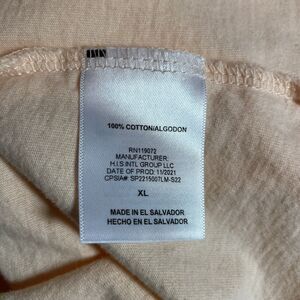 100% COTTON/ALGODON
RN119072
MANUFACTURER:
H.I.S.INTL GROUP LLC
DATE OF PROD: 11/2021
CPSIA#: SP221500TLM-S22
XL
MADE IN EL SALVADOR
HECHO EN EL SALVADOR